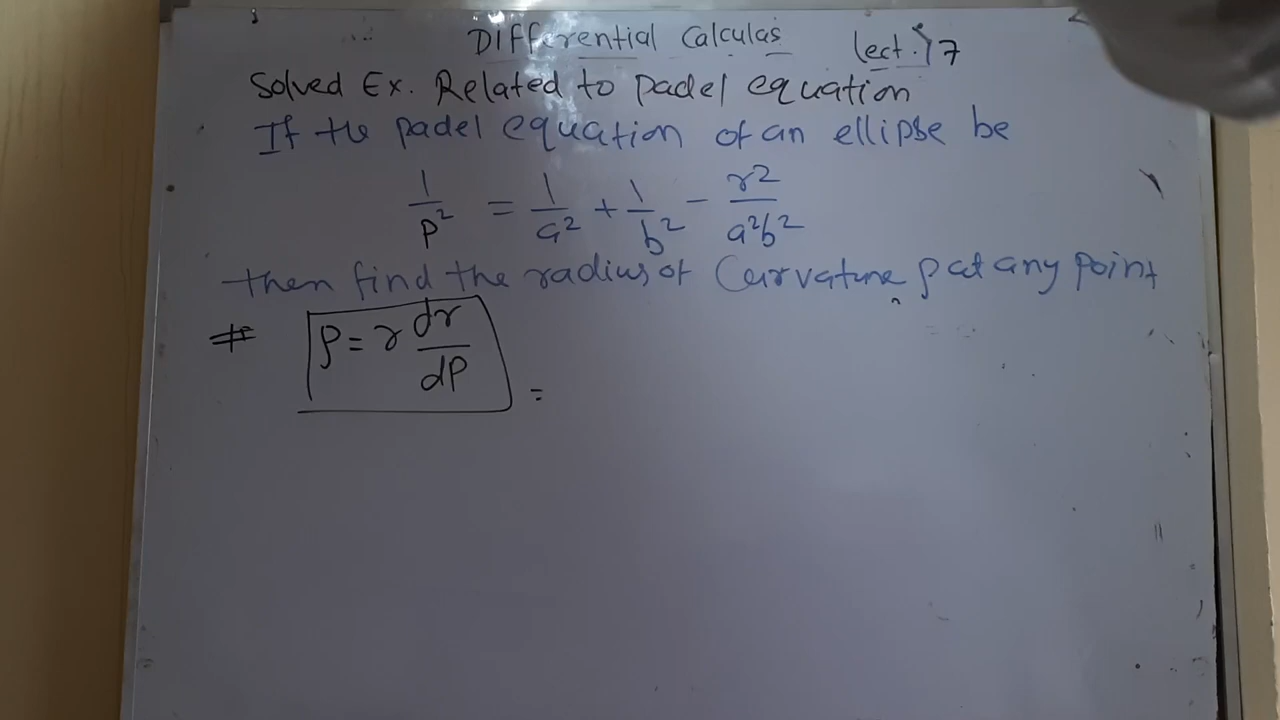 Differential Calculas lect.) 7
Solved Ex. Related to padel equation
If the padel equation of an ellipse be
1/p² = 1/a² + 1/b² - r²/a²b²
then find the radius of Curvature ρ at any point
# ρ = r dr/dp =